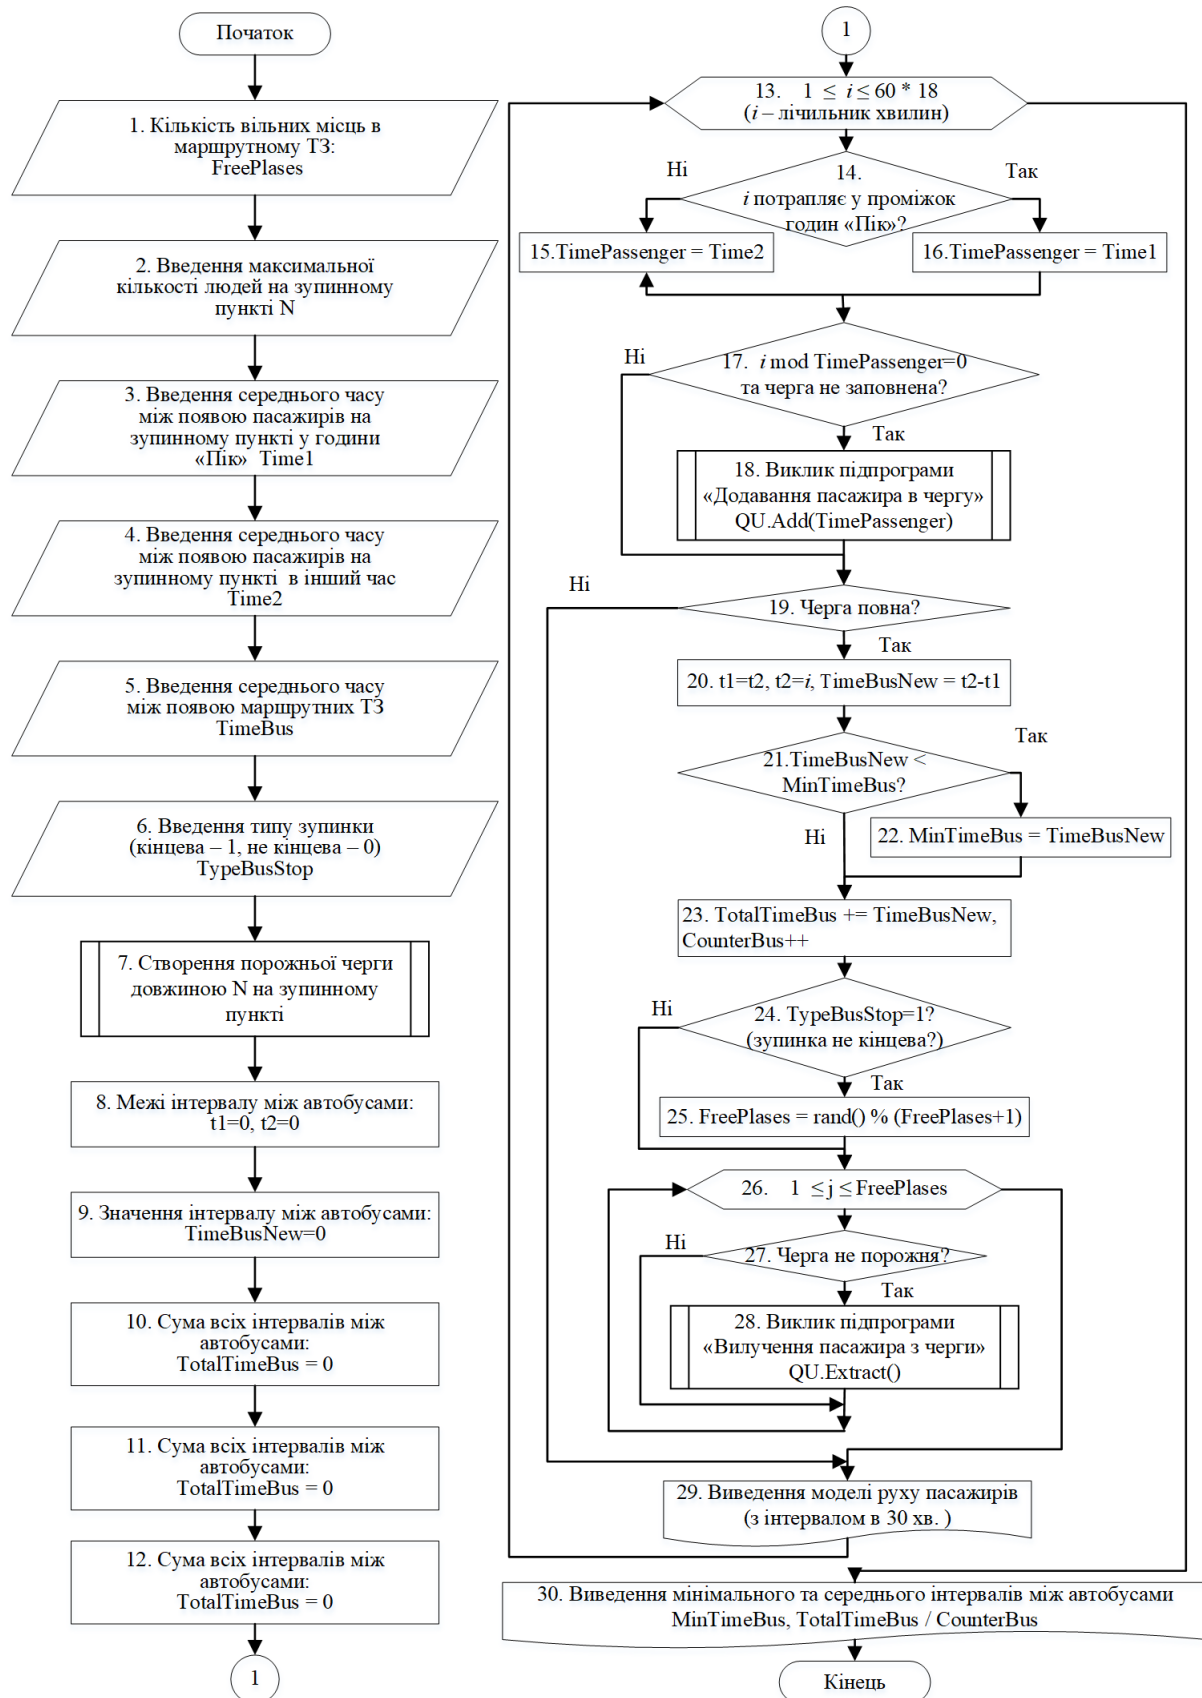 Початок
1. Кількість вільних місць в
маршрутному ТЗ:
FreePlases
2. Введення максимальної
кількості людей на зупинному
пункті N
3. Введення середнього часу
між появою пасажирів на
зупинному пункті у години
«Пік» Time1
4. Введення середнього часу
між появою пасажирів на
зупинному пункті в інший час
Time2
5. Введення середнього часу
між появою маршрутних ТЗ
TimeBus
6. Введення типу зупинки
(кінцева – 1, не кінцева – 0)
TypeBusStop
7. Створення порожньої черги
довжиною N на зупинному
пункті
8. Межі інтервалу між автобусами:
t1=0, t2=0
9. Значення інтервалу між автобусами:
TimeBusNew=0
10. Сума всіх інтервалів між
автобусами:
TotalTimeBus = 0
11. Сума всіх інтервалів між
автобусами:
TotalTimeBus = 0
12. Сума всіх інтервалів між
автобусами:
TotalTimeBus = 0
1
1
13. 1 ≤ i ≤ 60 * 18
(i – лічильник хвилин)
Ні
Так
14.
i потрапляє у проміжок
годин «Пік»?
15.TimePassenger = Time2
16.TimePassenger = Time1
Ні
17. i mod TimePassenger=0
та черга не заповнена?
Так
18. Виклик підпрограми
«Додавання пасажира в чергу»
QU.Add(TimePassenger)
Ні
19. Черга повна?
Так
20. t1=t2, t2=i, TimeBusNew = t2-t1
Так
21.TimeBusNew <
MinTimeBus?
Ні
22. MinTimeBus = TimeBusNew
23. TotalTimeBus += TimeBusNew,
CounterBus++
Ні
24. TypeBusStop=1?
(зупинка не кінцева?)
Так
25. FreePlases = rand() % (FreePlases+1)
26. 1 ≤ j ≤ FreePlases
Ні
27. Черга не порожня?
Так
28. Виклик підпрограми
«Вилучення пасажира з черги»
QU.Extract()
29. Виведення моделі руху пасажирів
(з інтервалом в 30 хв. )
30. Виведення мінімального та середнього інтервалів між автобусами
MinTimeBus, TotalTimeBus / CounterBus
Кінець